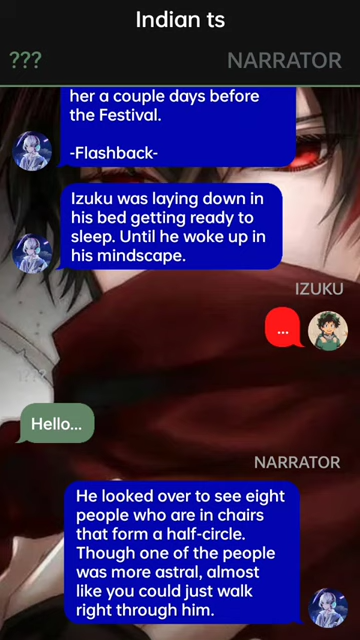 Indian ts
???
NARRATOR
her a couple days before
the Festival.
-Flashback-
Izuku was laying down in
his bed getting ready to
sleep. Until he woke up in
his mindscape.
IZUKU
...
???
Hello...
NARRATOR
He looked over to see eight
people who are in chairs
that form a half-circle.
Though one of the people
was more astral, almost
like you could just walk
right through him.